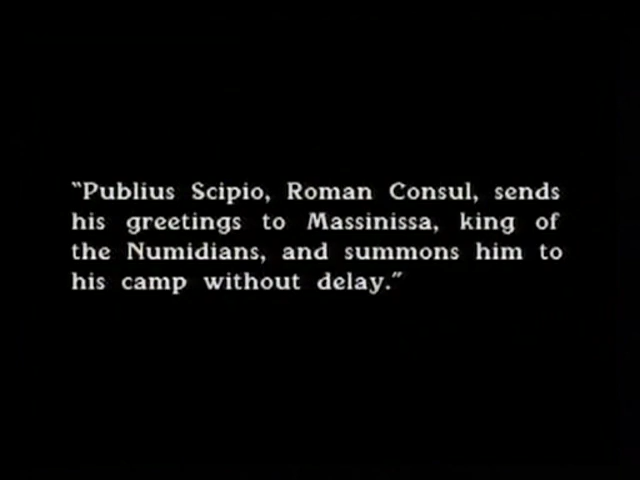 "Publius Scipio, Roman Consul, sends
his greetings to Massinissa, king of
the Numidians, and summons him to
his camp without delay."